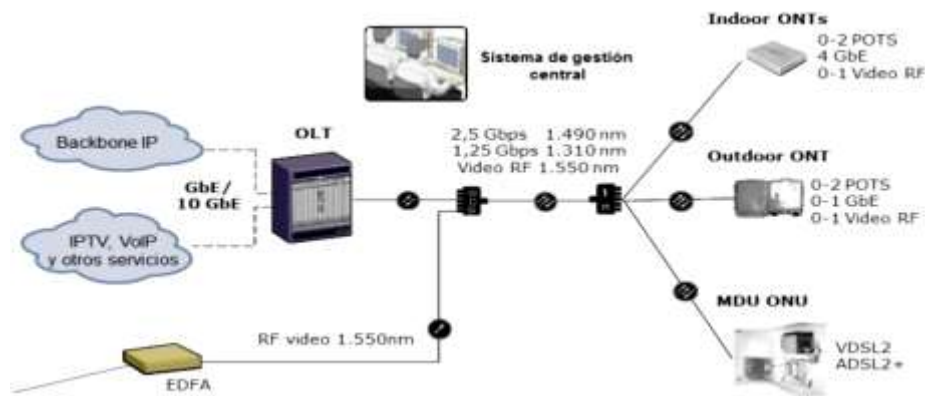 Indoor ONTs
0-2 POTS
4 GbE
0-1 Video RF
Sistema de gestión
central
OLT
Backbone IP
GbE/
10 GbE
IPTV, VoIP
y otros servicios
2,5 Gbps 1.490 nm
1,25 Gbps 1.310 nm
Video RF 1.550 nm
Outdoor ONT
0-2 POTS
0-1 GbE
0-1 Video RF
MDU ONU
VDSL2
ADSL2+
RF video 1.550nm
EDFA